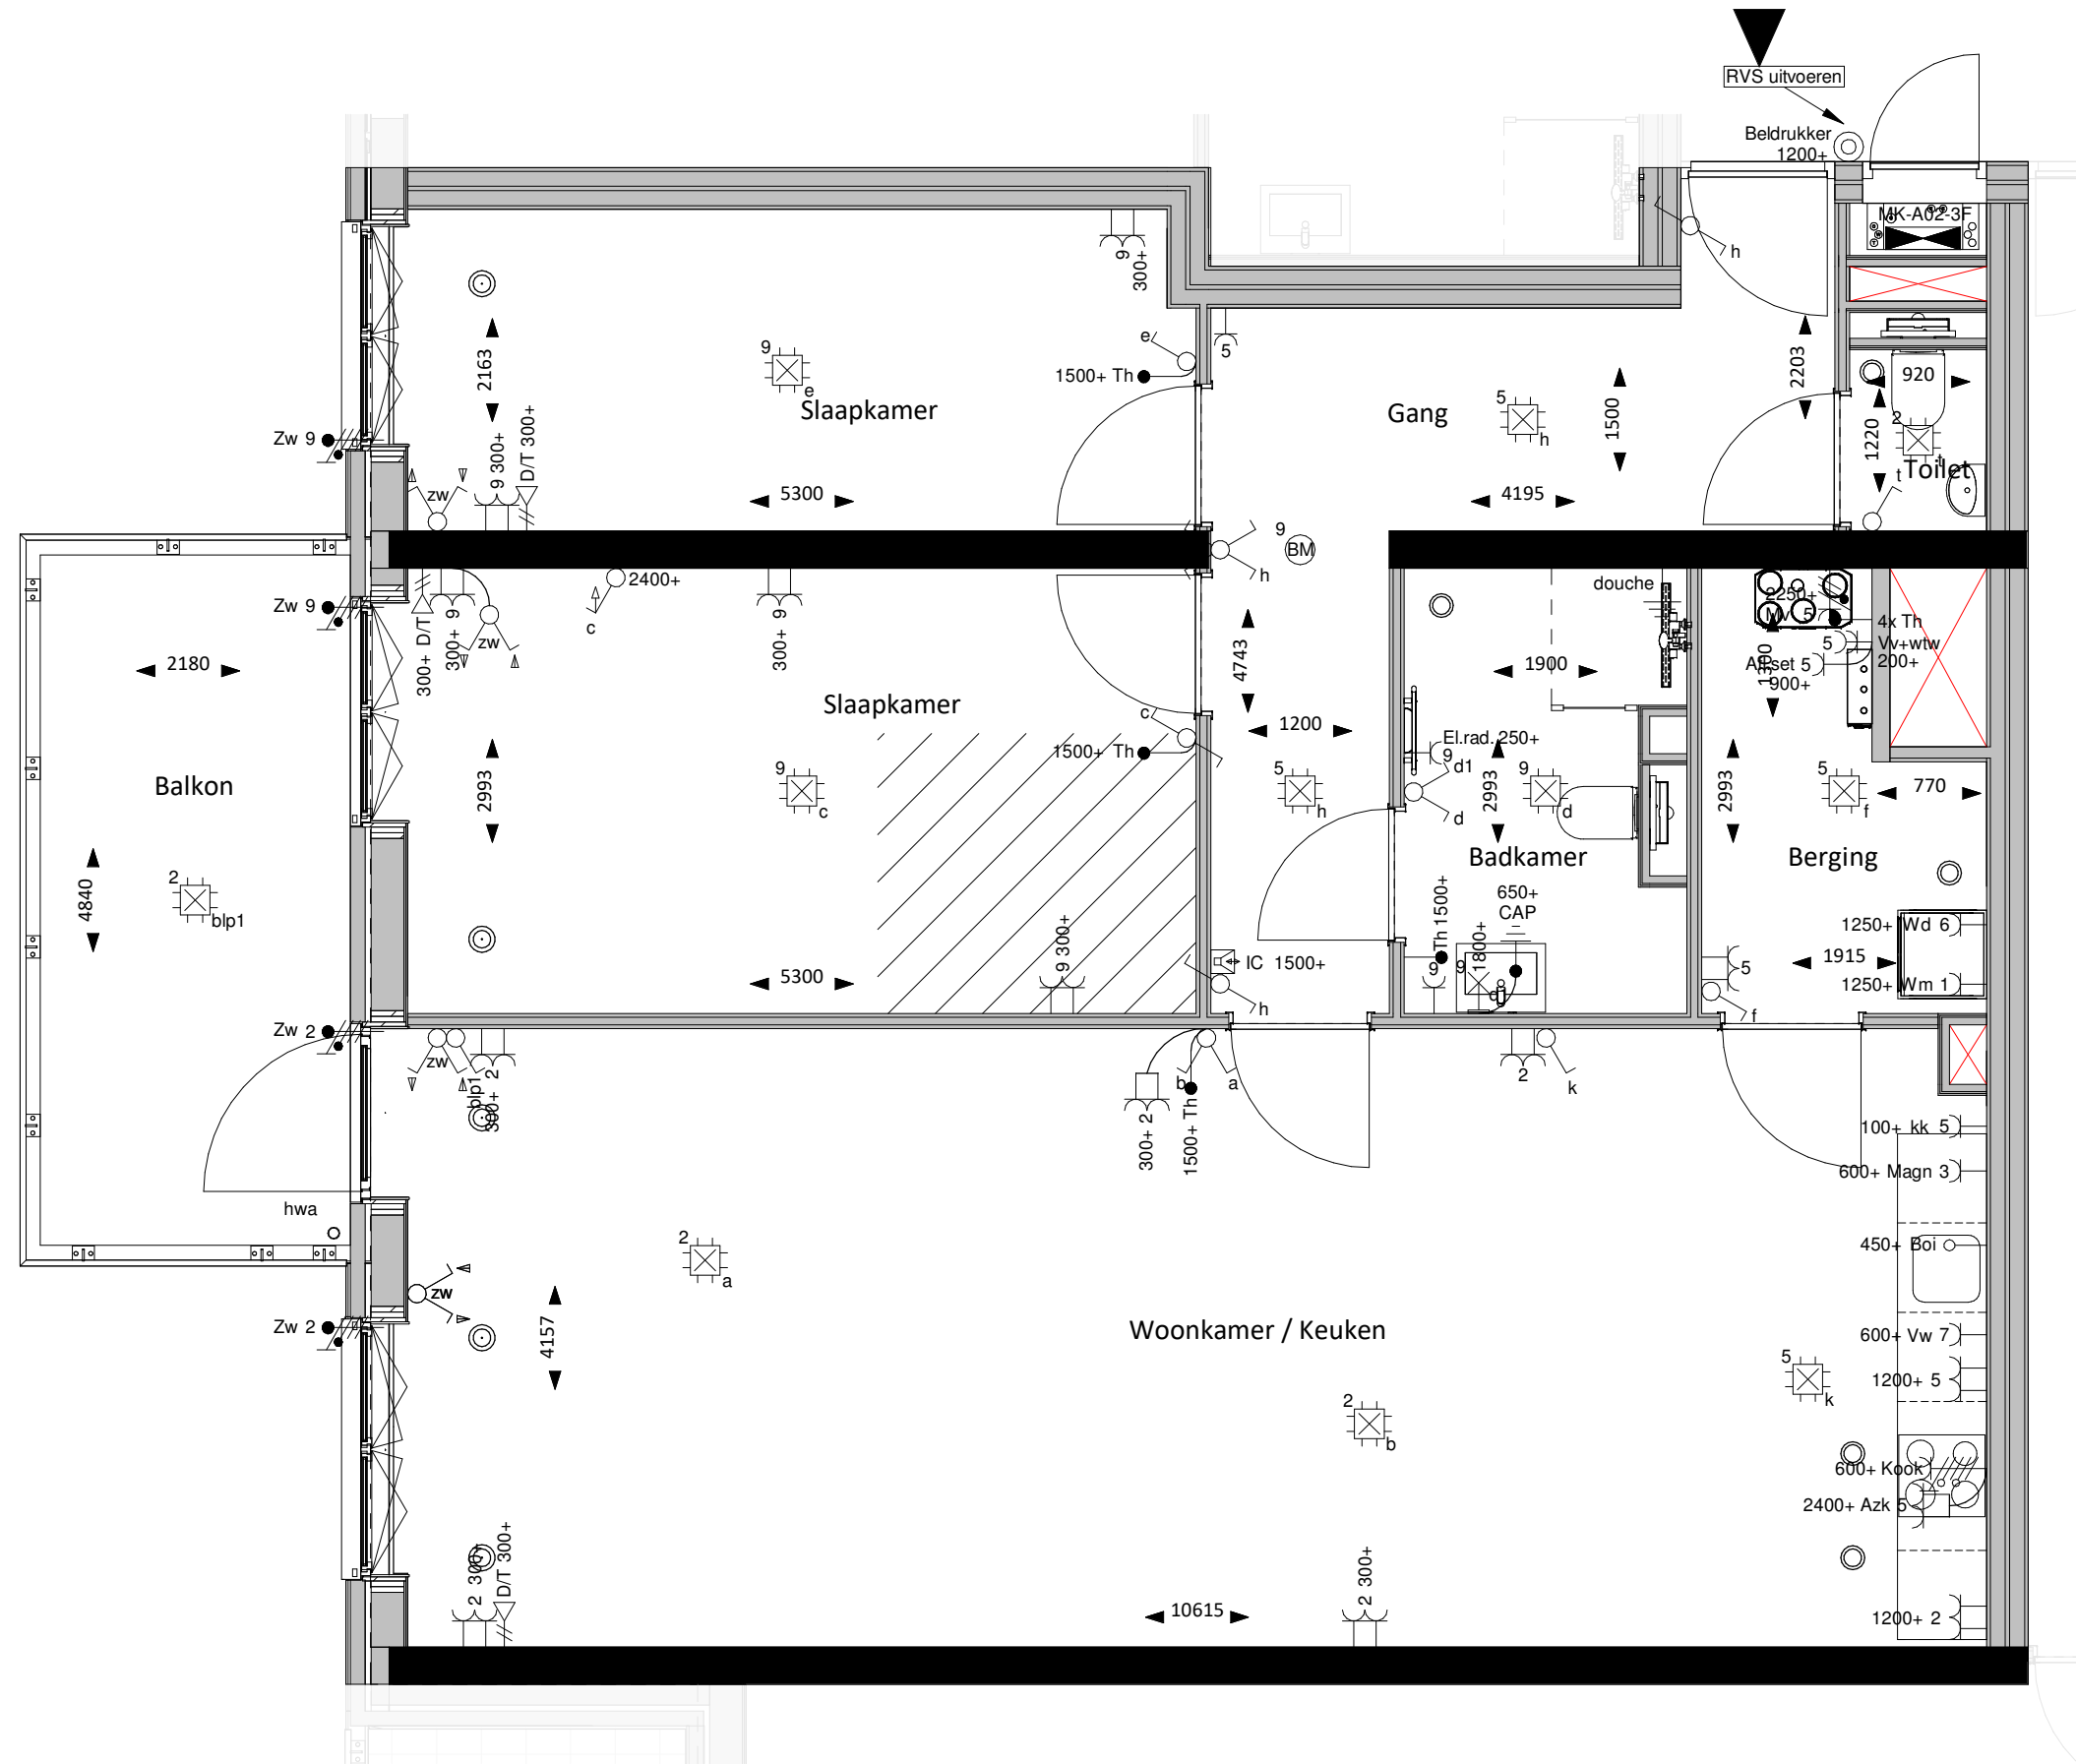 RVS uitvoeren
Beldrukker
1200+
MK-A02-3F
h
9
300+
e
5
1500+ Th
9
e
Slaapkamer
2163
5300
Zw 9
zw
9 300+
D/T 300+
Gang
5
h
1500
4195
2203
920
2
1220
t
Toilet
t
9
BM
h
Zw 9
300+ D/T
300+ 9
zw
2400+
c
300+ 9
Slaapkamer
c
1500+ Th
9
c
2993
5300
9 300+
4743
1200
5
h
IC 1500+
h
douche
1900
El.rad. 250+
9
d1
d
2993
9
d
Badkamer
650+
CAP
Th 1500+
9
9
1800+
d1
2250+
Mv 5
4x Th
5
Vv+wtw
200+
Afr.set 5
900+
1300
770
2993
5
f
Berging
1250+ Wd 6
1915
1250+ Wm 1
5
f
2180
Balkon
4840
2
blp1
hwa
Zw 2
zw
blp1
300+ 2
b
a
300+ 2
1500+ Th
2
k
100+ kk 5
600+ Magn 3
450+ Boi
600+ Vw 7
1200+ 5
2
a
zw
Zw 2
4157
Woonkamer / Keuken
5
k
2
b
600+ Kook
2400+ Azk 5
2 300+
D/T 300+
10615
2 300+
1200+ 2